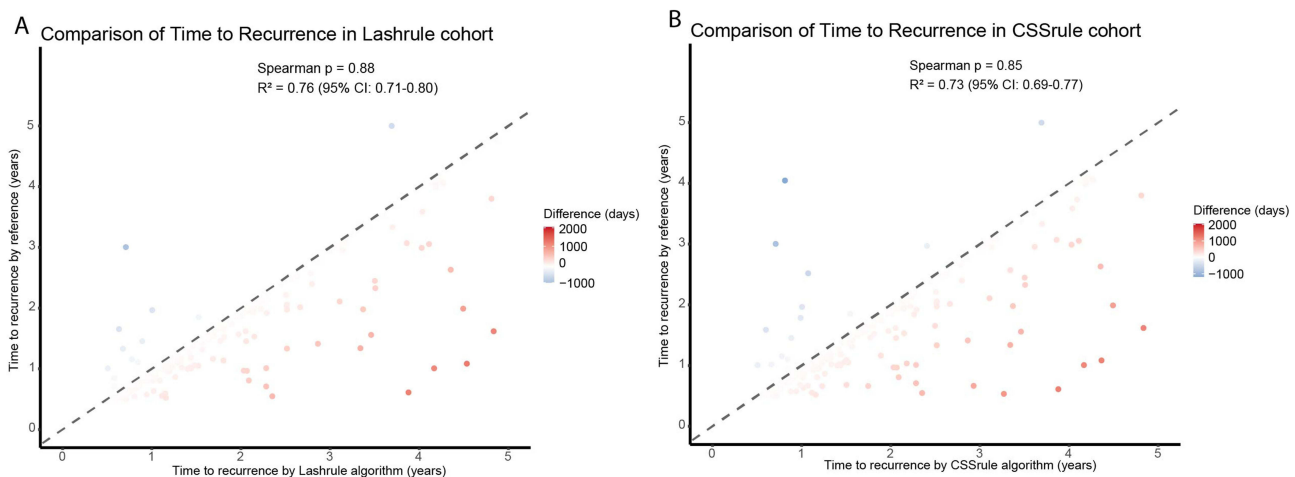 A
Comparison of Time to Recurrence in Lashrule cohort
Spearman p = 0.88
R² = 0.76 (95% CI: 0.71-0.80)
Time to recurrence by reference (years)
5
4
3
2
1
0
0 1 2 3 4 5
Time to recurrence by Lashrule algorithm (years)
Difference (days)
2000
1000
0
−1000
B
Comparison of Time to Recurrence in CSSrule cohort
Spearman p = 0.85
R² = 0.73 (95% CI: 0.69-0.77)
Time to recurrence by reference (years)
5
4
3
2
1
0
0 1 2 3 4 5
Time to recurrence by CSSrule algorithm (years)
Difference (days)
2000
1000
0
−1000